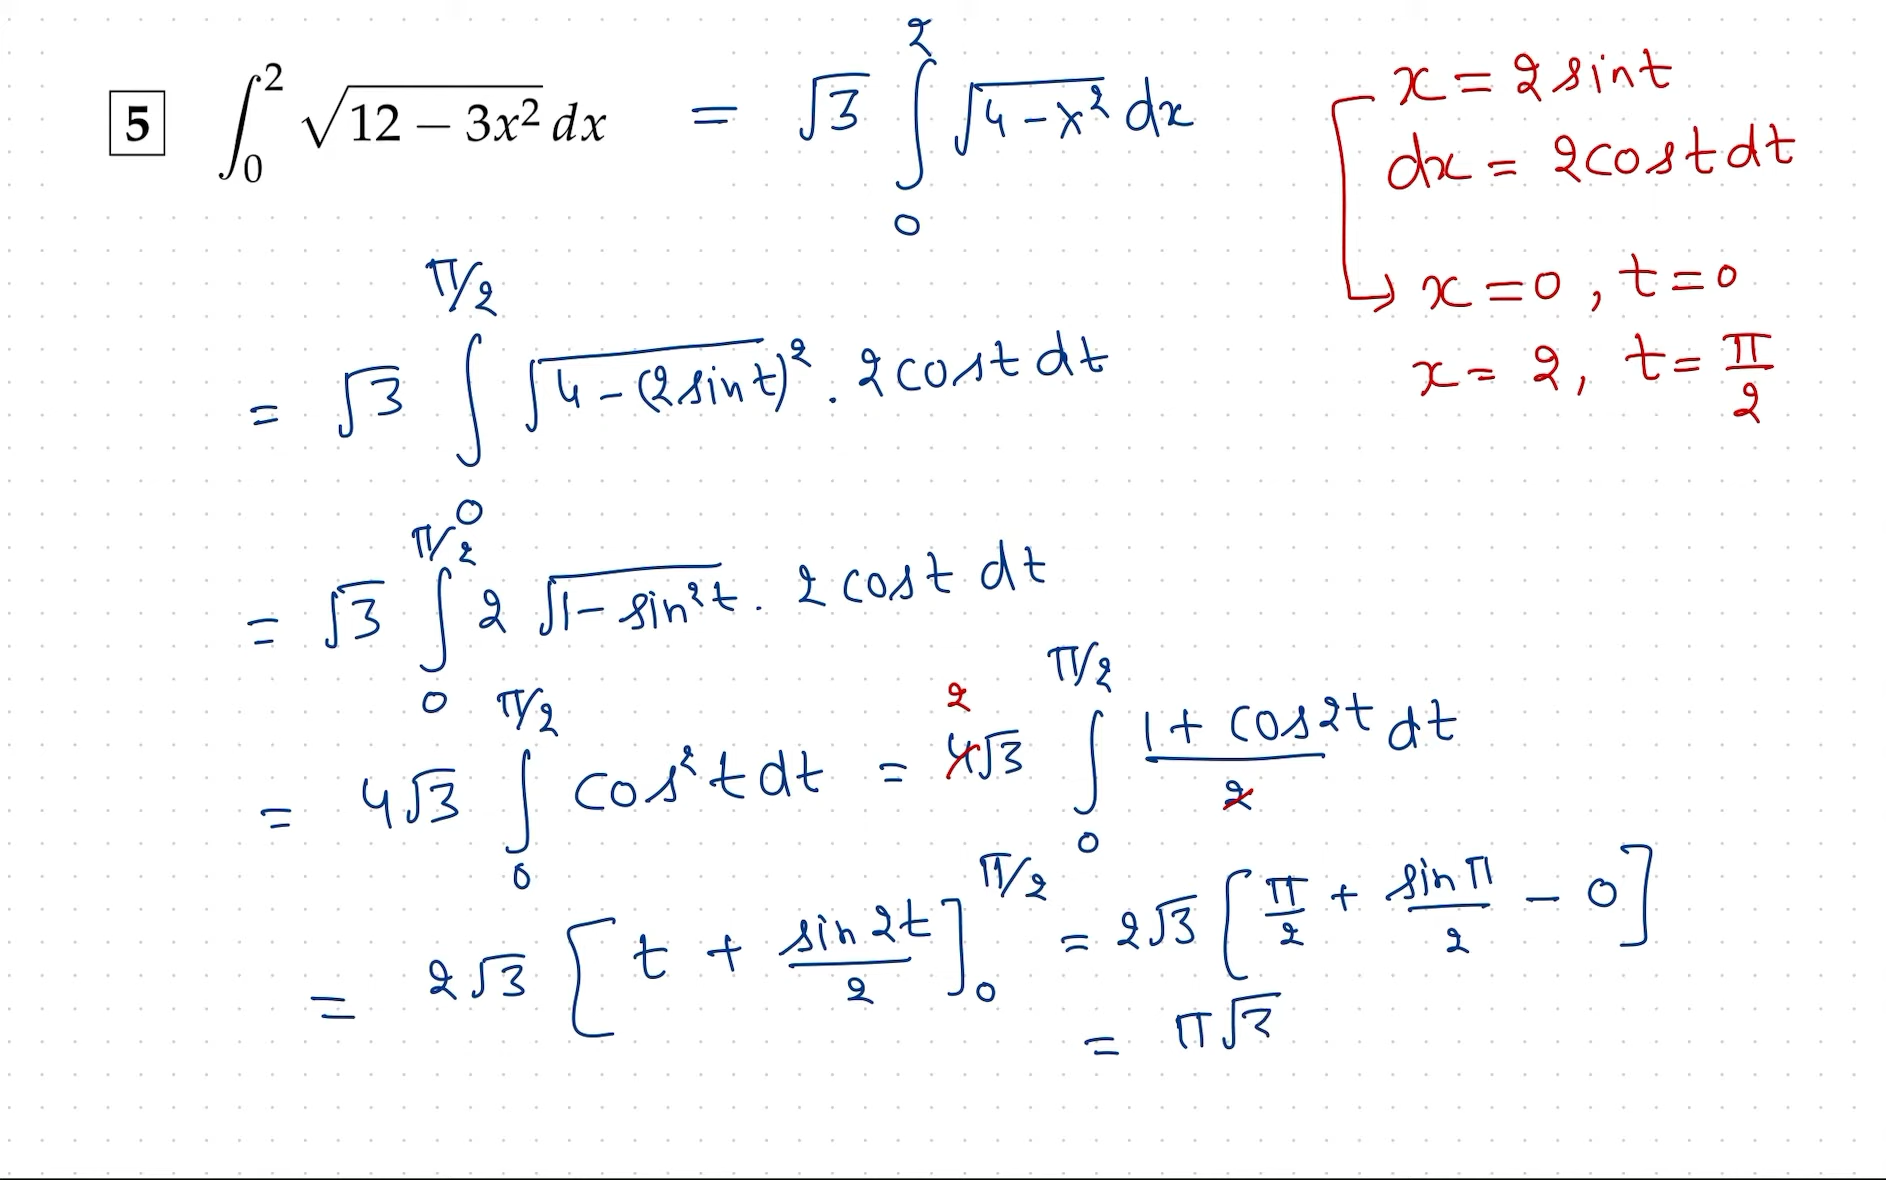 5 ∫₀² √(12 − 3x²) dx = √3 ∫₀² √(4 − x²) dx
x = 2 sin t
dx = 2 cos t dt
→ x = 0, t = 0
x = 2, t = π/2
= √3 ∫₀^(π/2) √(4 − (2 sin t)²) . 2 cos t dt
= √3 ∫₀^(π/2) 2 √(1 − sin² t) . 2 cos t dt
= 4√3 ∫₀^(π/2) cos² t dt = 2 4√3 ∫₀^(π/2) (1 + cos 2t)/2 dt
= 2√3 [t + (sin 2t)/2]₀^(π/2) = 2√3 [π/2 + (sin π)/2 − 0]
= π√3